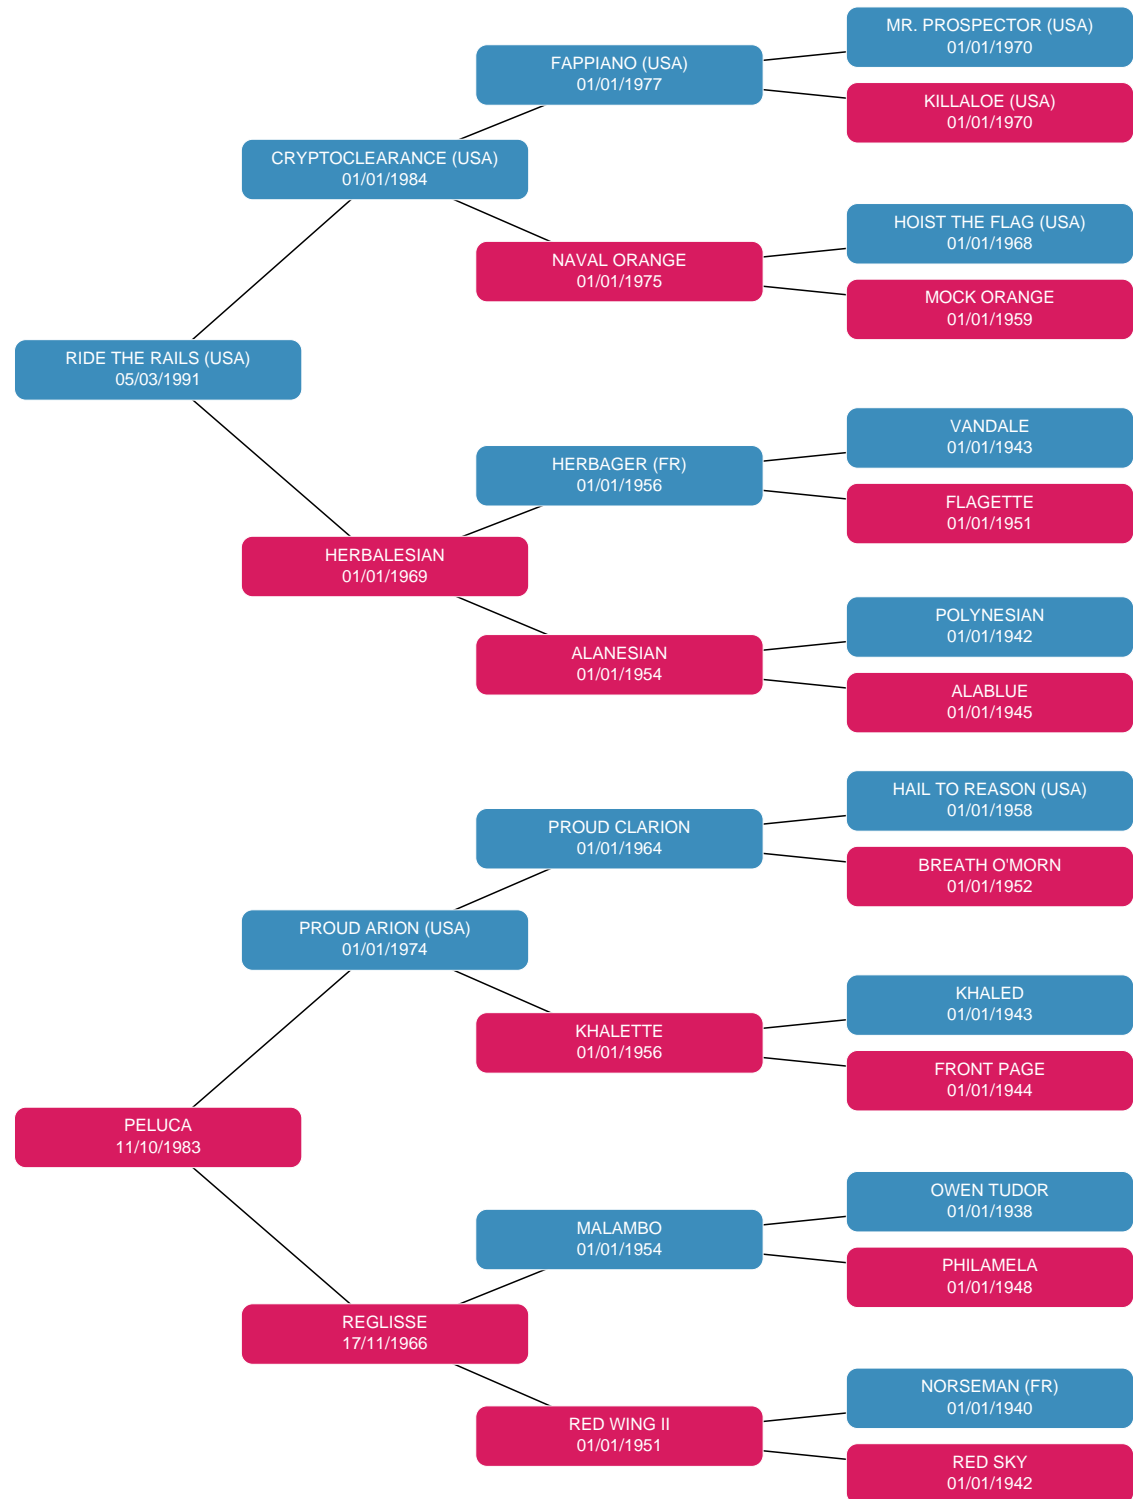 MR. PROSPECTOR (USA)
01/01/1970
FAPPIANO (USA)
01/01/1977
KILLALOE (USA)
01/01/1970
CRYPTOCLEARANCE (USA)
01/01/1984
HOIST THE FLAG (USA)
01/01/1968
NAVAL ORANGE
01/01/1975
MOCK ORANGE
01/01/1959
RIDE THE RAILS (USA)
05/03/1991
VANDALE
01/01/1943
HERBAGER (FR)
01/01/1956
FLAGETTE
01/01/1951
HERBALESIAN
01/01/1969
POLYNESIAN
01/01/1942
ALANESIAN
01/01/1954
ALABLUE
01/01/1945
HAIL TO REASON (USA)
01/01/1958
PROUD CLARION
01/01/1964
BREATH O'MORN
01/01/1952
PROUD ARION (USA)
01/01/1974
KHALED
01/01/1943
KHALETTE
01/01/1956
FRONT PAGE
01/01/1944
PELUCA
11/10/1983
OWEN TUDOR
01/01/1938
MALAMBO
01/01/1954
PHILAMELA
01/01/1948
REGLISSE
17/11/1966
NORSEMAN (FR)
01/01/1940
RED WING II
01/01/1951
RED SKY
01/01/1942